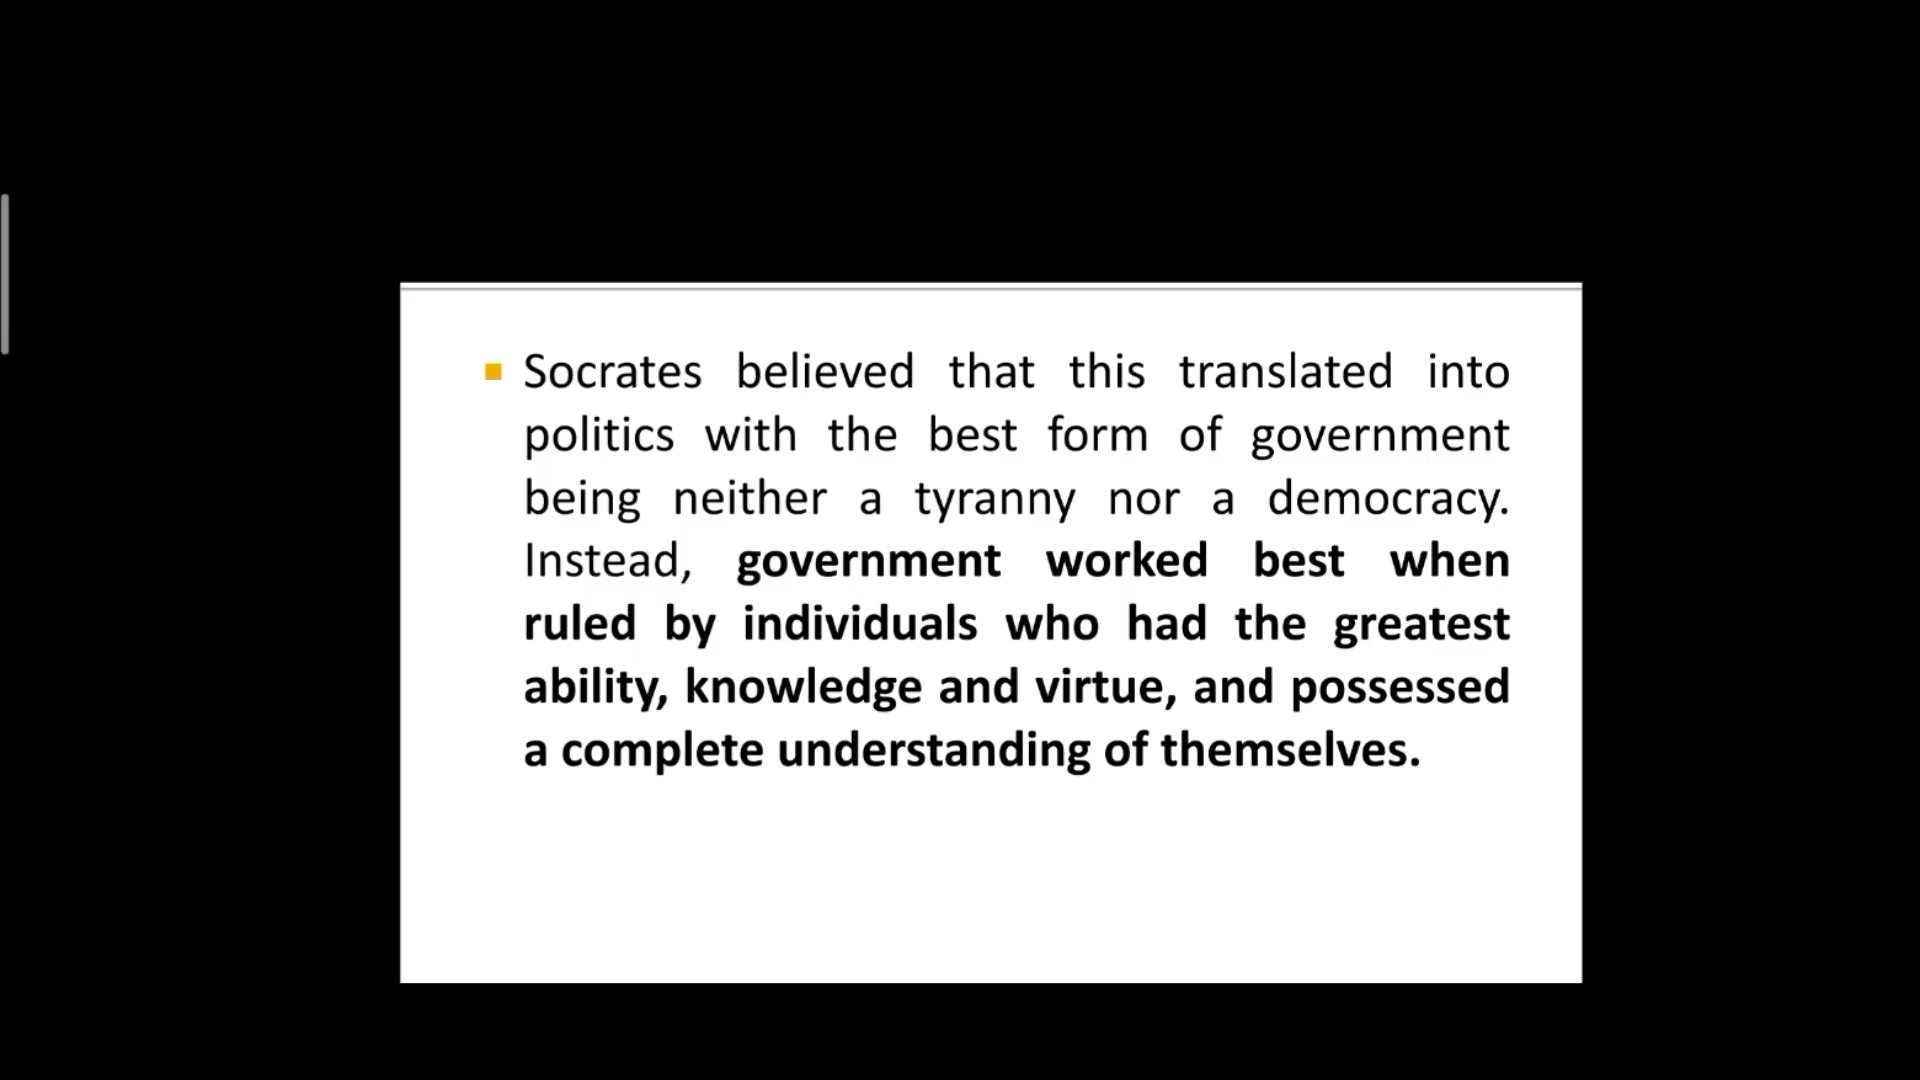 Socrates believed that this translated into
politics with the best form of government
being neither a tyranny nor a democracy.
Instead, government worked best when
ruled by individuals who had the greatest
ability, knowledge and virtue, and possessed
a complete understanding of themselves.